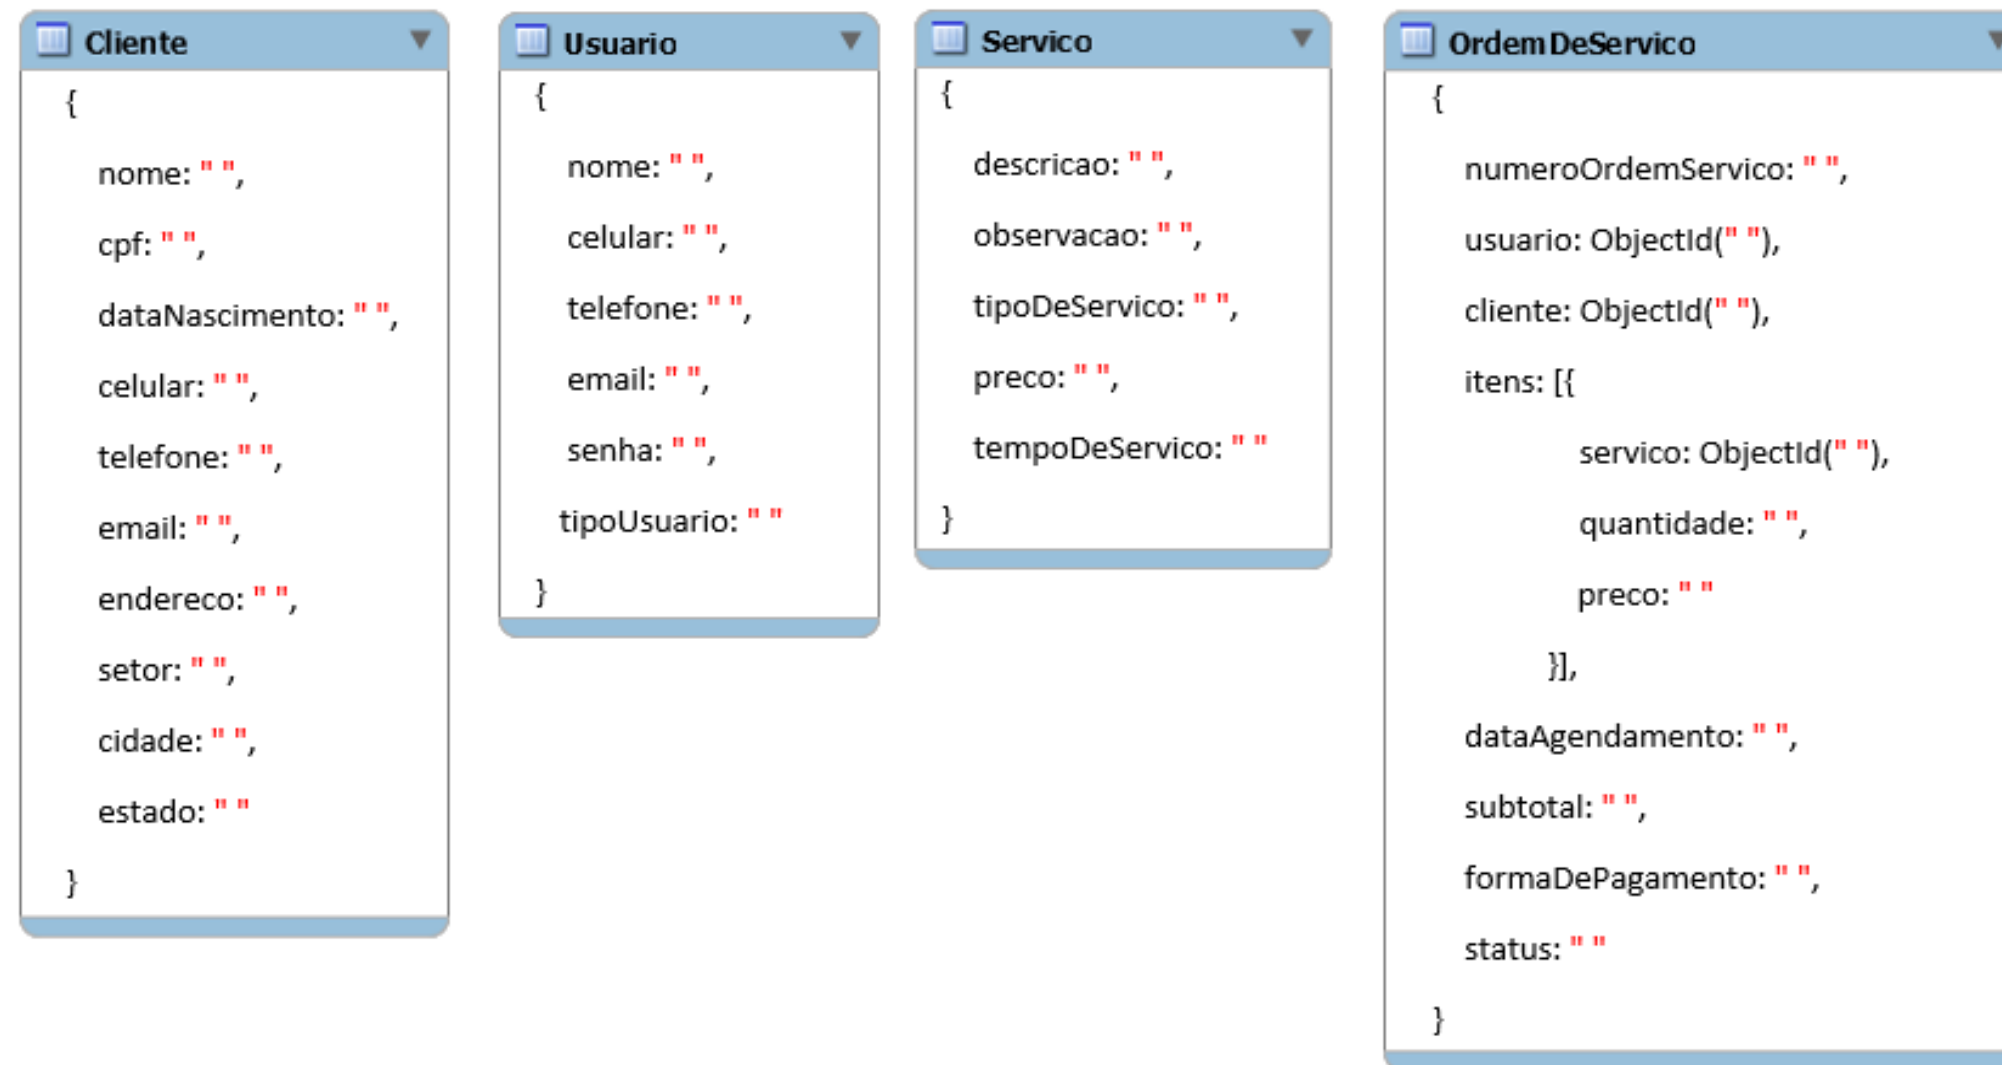 Cliente
{
nome: " ",
cpf: " ",
dataNascimento: " ",
celular: " ",
telefone: " ",
email: " ",
endereco: " ",
setor: " ",
cidade: " ",
estado: " "
}
Usuario
{
nome: " ",
celular: " ",
telefone: " ",
email: " ",
senha: " ",
tipoUsuario: " "
}
Servico
{
descricao: " ",
observacao: " ",
tipoDeServico: " ",
preco: " ",
tempoDeServico: " "
}
OrdemDeServico
{
numeroOrdemServico: " ",
usuario: ObjectId(" "),
cliente: ObjectId(" "),
itens: [{
servico: ObjectId(" "),
quantidade: " ",
preco: " "
}],
dataAgendamento: " ",
subtotal: " ",
formaDePagamento: " ",
status: " "
}